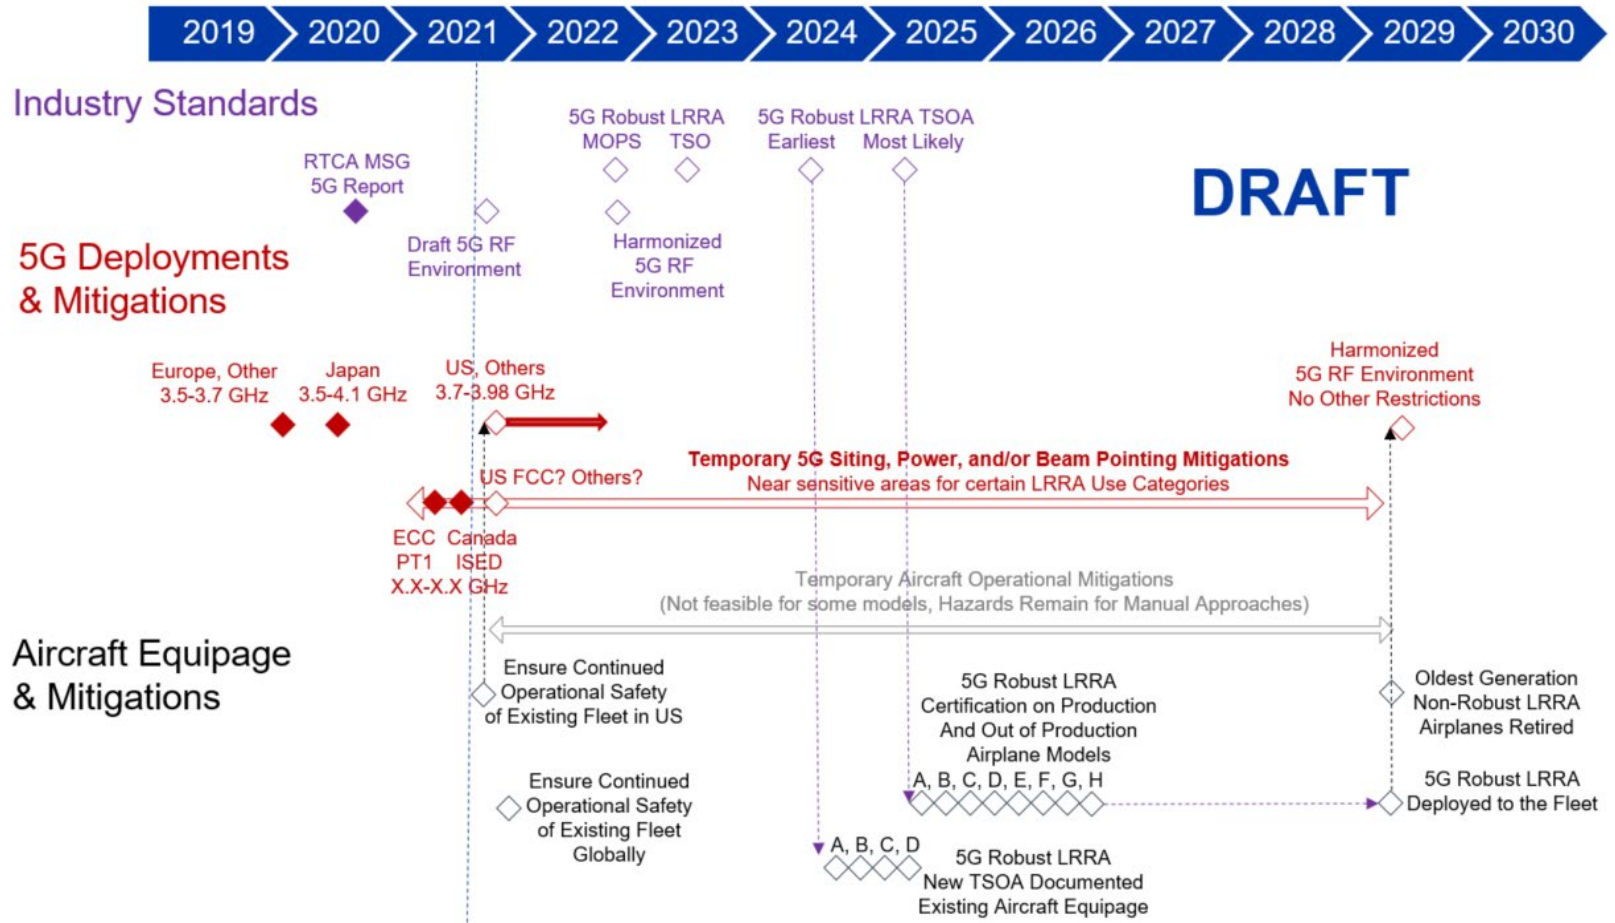 2019 2020 2021 2022 2023 2024 2025 2026 2027 2028 2029 2030
Industry Standards
RTCA MSG
5G Report
Draft 5G RF
Environment
5G Robust LRRA
MOPS TSO
Harmonized
5G RF
Environment
5G Robust LRRA TSOA
Earliest Most Likely
DRAFT
5G Deployments
& Mitigations
Europe, Other
3.5-3.7 GHz
Japan
3.5-4.1 GHz
US, Others
3.7-3.98 GHz
Harmonized
5G RF Environment
No Other Restrictions
US FCC? Others?
Temporary 5G Siting, Power, and/or Beam Pointing Mitigations
Near sensitive areas for certain LRRA Use Categories
ECC Canada
PT1 ISED
X.X-X.X GHz
Temporary Aircraft Operational Mitigations
(Not feasible for some models, Hazards Remain for Manual Approaches)
Aircraft Equipage
& Mitigations
Ensure Continued
Operational Safety
of Existing Fleet in US
Ensure Continued
Operational Safety
of Existing Fleet
Globally
5G Robust LRRA
Certification on Production
And Out of Production
Airplane Models
A, B, C, D, E, F, G, H
Oldest Generation
Non-Robust LRRA
Airplanes Retired
5G Robust LRRA
Deployed to the Fleet
A, B, C, D
5G Robust LRRA
New TSOA Documented
Existing Aircraft Equipage